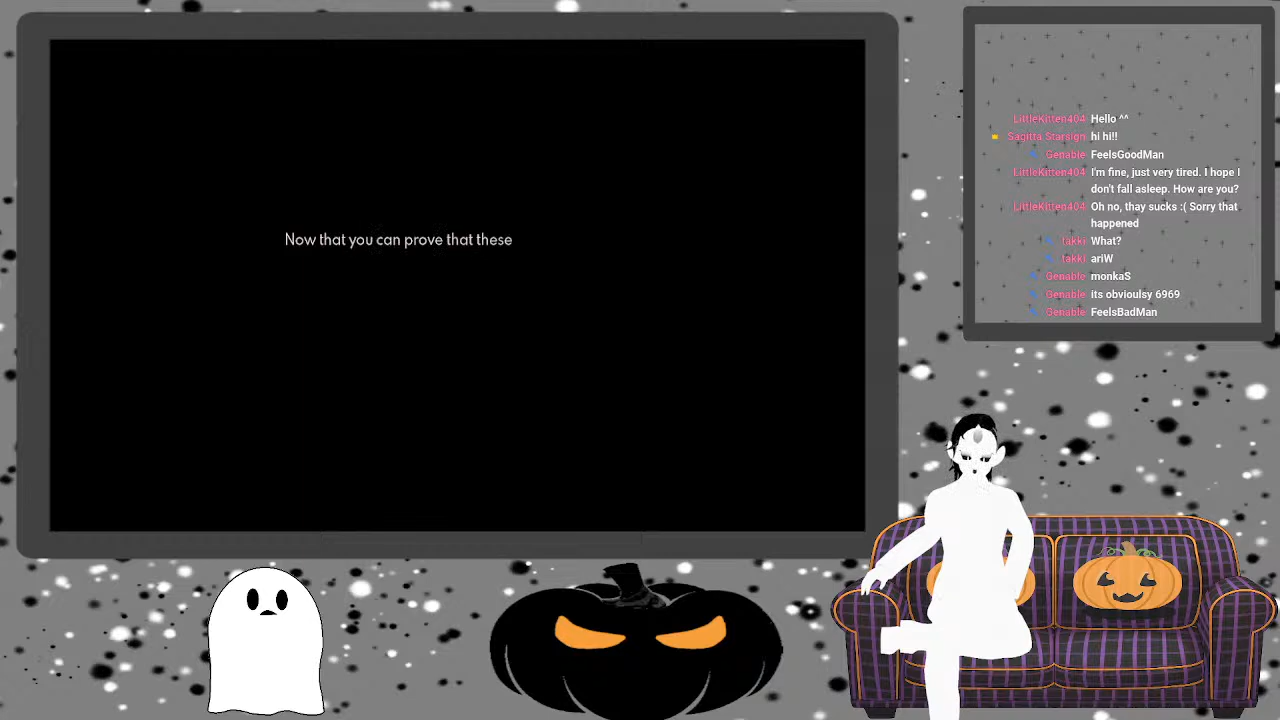 Now that you can prove that these
LittleKitten404 Hello ^^
Sagitta Starsign hi hi!!
Genable FeelsGoodMan
LittleKitten404 I'm fine, just very tired. I hope I
don't fall asleep. How are you?
LittleKitten404 Oh no, thay sucks :( Sorry that
happened
takki What?
takki ariW
Genable monkaS
Genable its obvioulsy 6969
Genable FeelsBadMan